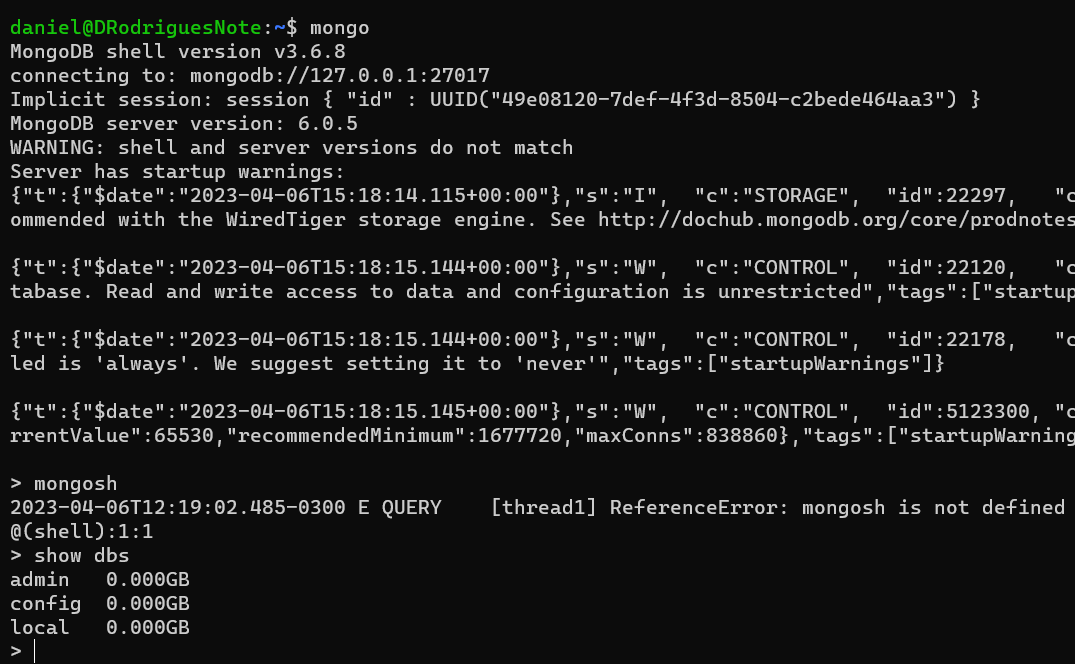 daniel@DRodriguesNote:~$ mongo
MongoDB shell version v3.6.8
connecting to: mongodb://127.0.0.1:27017
Implicit session: session { "id" : UUID("49e08120-7def-4f3d-8504-c2bede464aa3") }
MongoDB server version: 6.0.5
WARNING: shell and server versions do not match
Server has startup warnings:
{"t":{"$date":"2023-04-06T15:18:14.115+00:00"},"s":"I",  "c":"STORAGE",  "id":22297,   "c
ommended with the WiredTiger storage engine. See http://dochub.mongodb.org/core/prodnotes
{"t":{"$date":"2023-04-06T15:18:15.144+00:00"},"s":"W",  "c":"CONTROL",  "id":22120,   "c
tabase. Read and write access to data and configuration is unrestricted","tags":["startup
{"t":{"$date":"2023-04-06T15:18:15.144+00:00"},"s":"W",  "c":"CONTROL",  "id":22178,   "c
led is 'always'. We suggest setting it to 'never'","tags":["startupWarnings"]}
{"t":{"$date":"2023-04-06T15:18:15.145+00:00"},"s":"W",  "c":"CONTROL",  "id":5123300, "c
rrentValue":65530,"recommendedMinimum":1677720,"maxConns":838860},"tags":["startupWarning
> mongosh
2023-04-06T12:19:02.485-0300 E QUERY    [thread1] ReferenceError: mongosh is not defined
@(shell):1:1
> show dbs
admin   0.000GB
config  0.000GB
local   0.000GB
>